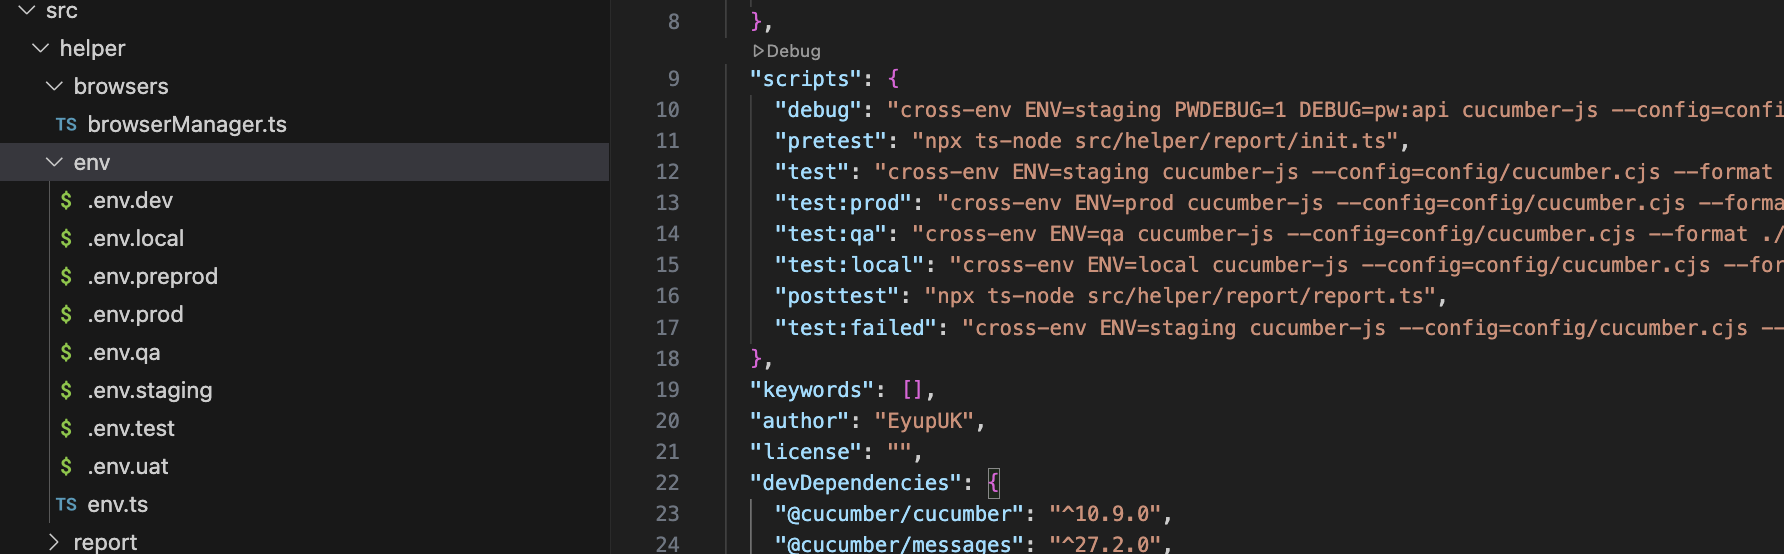 src
helper
browsers
TS browserManager.ts
env
$ .env.dev
$ .env.local
$ .env.preprod
$ .env.prod
$ .env.qa
$ .env.staging
$ .env.test
$ .env.uat
TS env.ts
report
8 },
Debug
9 "scripts": {
10 "debug": "cross-env ENV=staging PWDEBUG=1 DEBUG=pw:api cucumber-js --config=confi
11 "pretest": "npx ts-node src/helper/report/init.ts",
12 "test": "cross-env ENV=staging cucumber-js --config=config/cucumber.cjs --format
13 "test:prod": "cross-env ENV=prod cucumber-js --config=config/cucumber.cjs --forma
14 "test:qa": "cross-env ENV=qa cucumber-js --config=config/cucumber.cjs --format ./
15 "test:local": "cross-env ENV=local cucumber-js --config=config/cucumber.cjs --for
16 "posttest": "npx ts-node src/helper/report/report.ts",
17 "test:failed": "cross-env ENV=staging cucumber-js --config=config/cucumber.cjs --
18 },
19 "keywords": [],
20 "author": "EyupUK",
21 "license": "",
22 "devDependencies": {
23 "@cucumber/cucumber": "^10.9.0",
24 "@cucumber/messages": "^27.2.0",